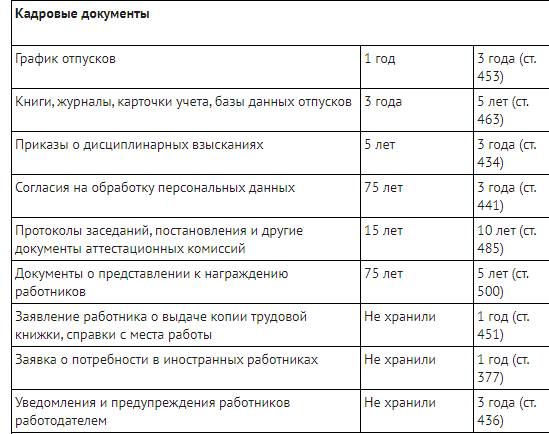 Кадровые документы
График отпусков 1 год 3 года (ст.
453)
Книги, журналы, карточки учета, базы данных отпусков 3 года 5 лет (ст.
463)
Приказы о дисциплинарных взысканиях 5 лет 3 года (ст.
434)
Согласия на обработку персональных данных 75 лет 3 года (ст.
441)
Протоколы заседаний, постановления и другие 15 лет 10 лет (ст.
документы аттестационных комиссий 485)
Документы о представлении к награждению 75 лет 5 лет (ст.
работников 500)
Заявление работника о выдаче копии трудовой Не хранили 1 год (ст.
книжки, справки с места работы 451)
Заявка о потребности в иностранных работниках Не хранили 1 год (ст.
377)
Уведомления и предупреждения работников Не хранили 3 года (ст.
работодателем 436)